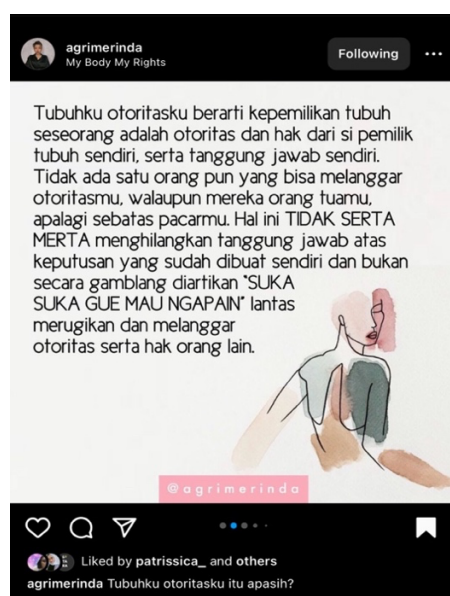 agrimerinda
My Body My Rights
Following
Tubuhku otoritasku berarti kepemilikan tubuh
seseorang adalah otoritas dan hak dari si pemilik
tubuh sendiri, serta tanggung jawab sendiri.
Tidak ada satu orang pun yang bisa melanggar
otoritasmu, walaupun mereka orang tuamu,
apalagi sebatas pacarmu. Hal ini TIDAK SERTA
MERTA menghilangkan tanggung jawab atas
keputusan yang sudah dibuat sendiri dan bukan
secara gamblang diartikan "SUKA
SUKA GUE MAU NGAPAIN" lantas
merugikan dan melanggar
otoritas serta hak orang lain.
@agrimerinda
Liked by patrissica_ and others
agrimerinda Tubuhku otoritasku itu apasih?